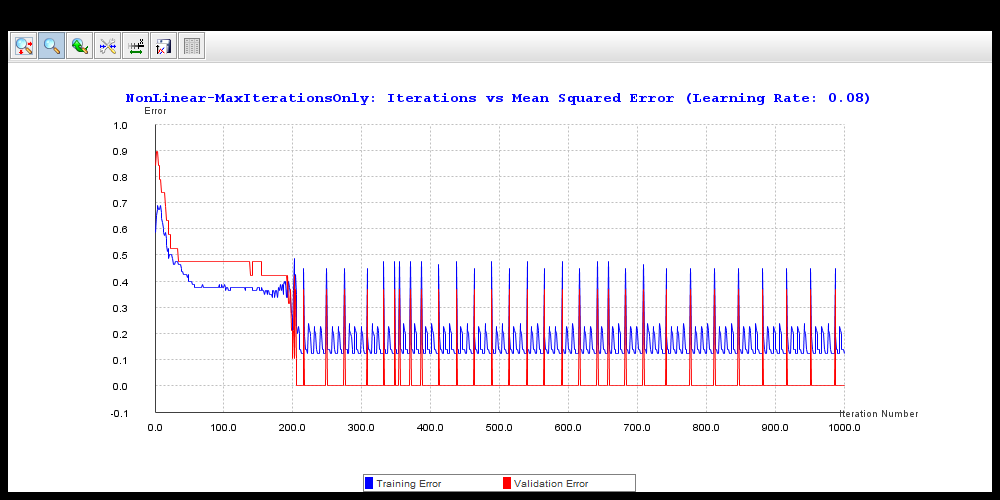 NonLinear-MaxIterationsOnly: Iterations vs Mean Squared Error (Learning Rate: 0.08)
Error
1.0
0.9
0.8
0.7
0.6
0.5
0.4
0.3
0.2
0.1
0.0
-0.1
Iteration Number
0.0 100.0 200.0 300.0 400.0 500.0 600.0 700.0 800.0 900.0 1000.0
Training Error Validation Error